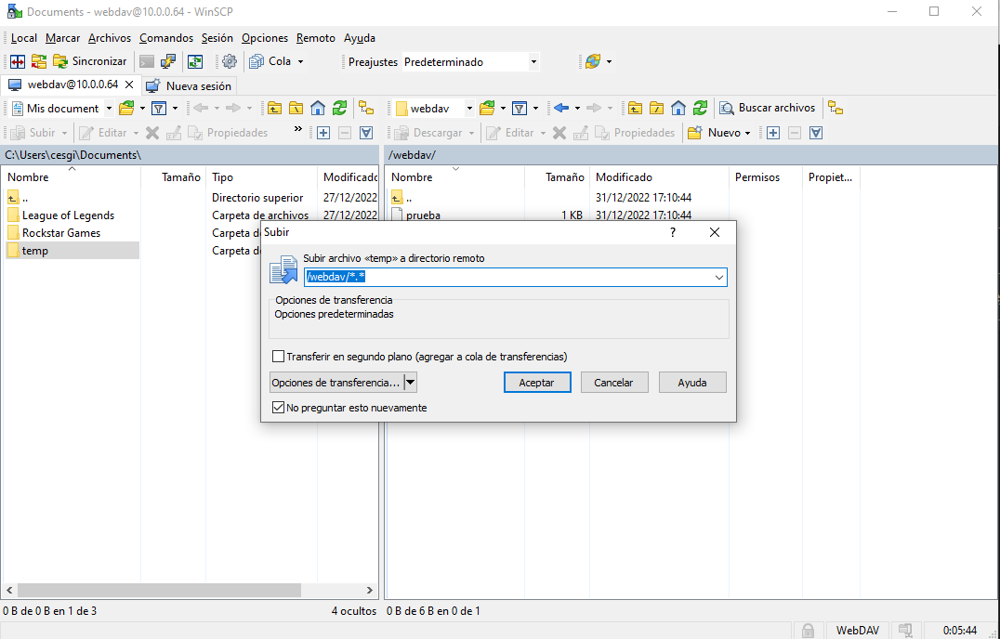 Documents - webdav@10.0.0.64 - WinSCP
Local Marcar Archivos Comandos Sesión Opciones Remoto Ayuda
Sincronizar Cola Preajustes Predeterminado
webdav@10.0.0.64 Nueva sesión
Mis document webdav Buscar archivos
Subir Editar Propiedades » Descargar Editar Propiedades Nuevo
C:\Users\cesgi\Documents\ /webdav/
Nombre Tamaño Tipo Modificado Nombre Tamaño Modificado Permisos Propiet...
.. Directorio superior 27/12/2022 .. 31/12/2022 17:10:44
League of Legends Carpeta de archivos 27/12/2022 prueba 1 KB 31/12/2022 17:10:44
Rockstar Games Carpeta d
temp Carpeta d
Subir ?
Subir archivo «temp» a directorio remoto
/webdav/*.*
Opciones de transferencia
Opciones predeterminadas
Transferir en segundo plano (agregar a cola de transferencias)
Opciones de transferencia... Aceptar Cancelar Ayuda
No preguntar esto nuevamente
0 B de 0 B en 1 de 3 4 ocultos 0 B de 6 B en 0 de 1
WebDAV 0:05:44